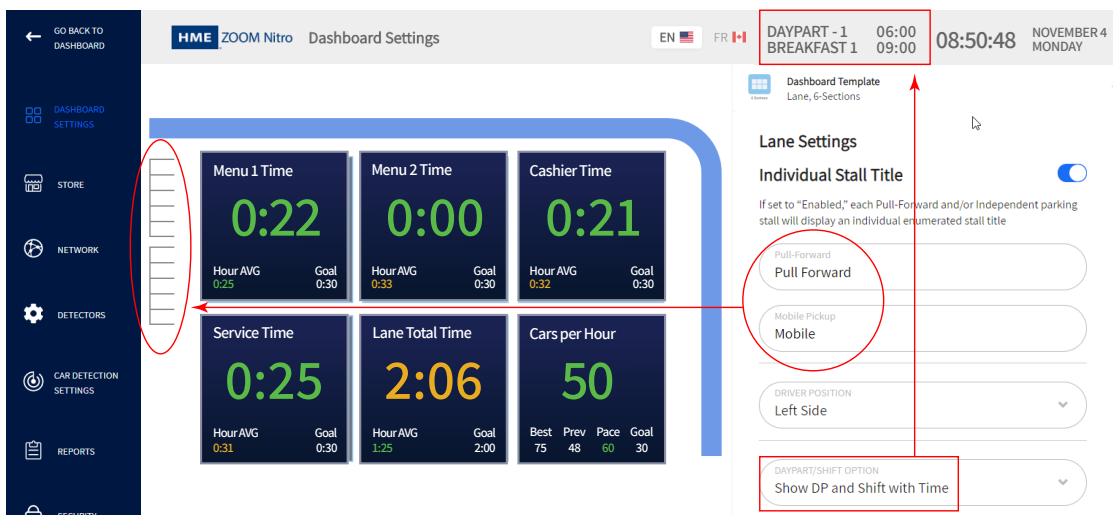 GO BACK TO
DASHBOARD
HME ZOOM Nitro Dashboard Settings
EN FR
DAYPART - 1 06:00
BREAKFAST 1 09:00
08:50:48
NOVEMBER 4
MONDAY
DASHBOARD
SETTINGS
STORE
NETWORK
DETECTORS
CAR DETECTION
SETTINGS
REPORTS
SECURITY
Menu 1 Time
0:22
Hour AVG Goal
0:25 0:30
Menu 2 Time
0:00
Hour AVG Goal
0:33 0:30
Cashier Time
0:21
Hour AVG Goal
0:32 0:30
Service Time
0:25
Hour AVG Goal
0:31 0:30
Lane Total Time
2:06
Hour AVG Goal
1:25 2:00
Cars per Hour
50
Best Prev Pace Goal
75 48 60 30
Dashboard Template
Lane, 6-Sections
Lane Settings
Individual Stall Title
If set to “Enabled,” each Pull-Forward and/or Independent parking
stall will display an individual enumerated stall title
Pull-Forward
Pull Forward
Mobile Pickup
Mobile
DRIVER POSITION
Left Side
DAYPART/SHIFT OPTION
Show DP and Shift with Time